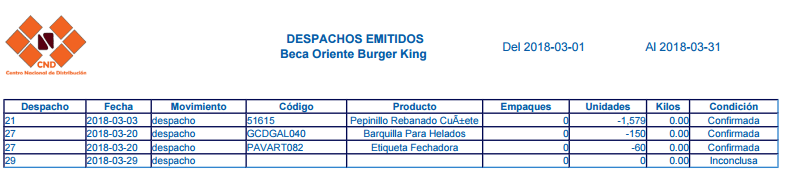 DESPACHOS EMITIDOS
Beca Oriente Burger King
Del 2018-03-01 Al 2018-03-31
CND
Centro Nacional de Distribución
Despacho Fecha Movimiento Código Producto Empaques Unidades Kilos Condición
21 2018-03-03 despacho 51615 Pepinillo Rebanado CuÃ±ete 0 -1,579 0.00 Confirmada
27 2018-03-20 despacho GCDGAL040 Barquilla Para Helados 0 -150 0.00 Confirmada
27 2018-03-20 despacho PAVART082 Etiqueta Fechadora 0 -60 0.00 Confirmada
29 2018-03-29 despacho 0 0 0.00 Inconclusa